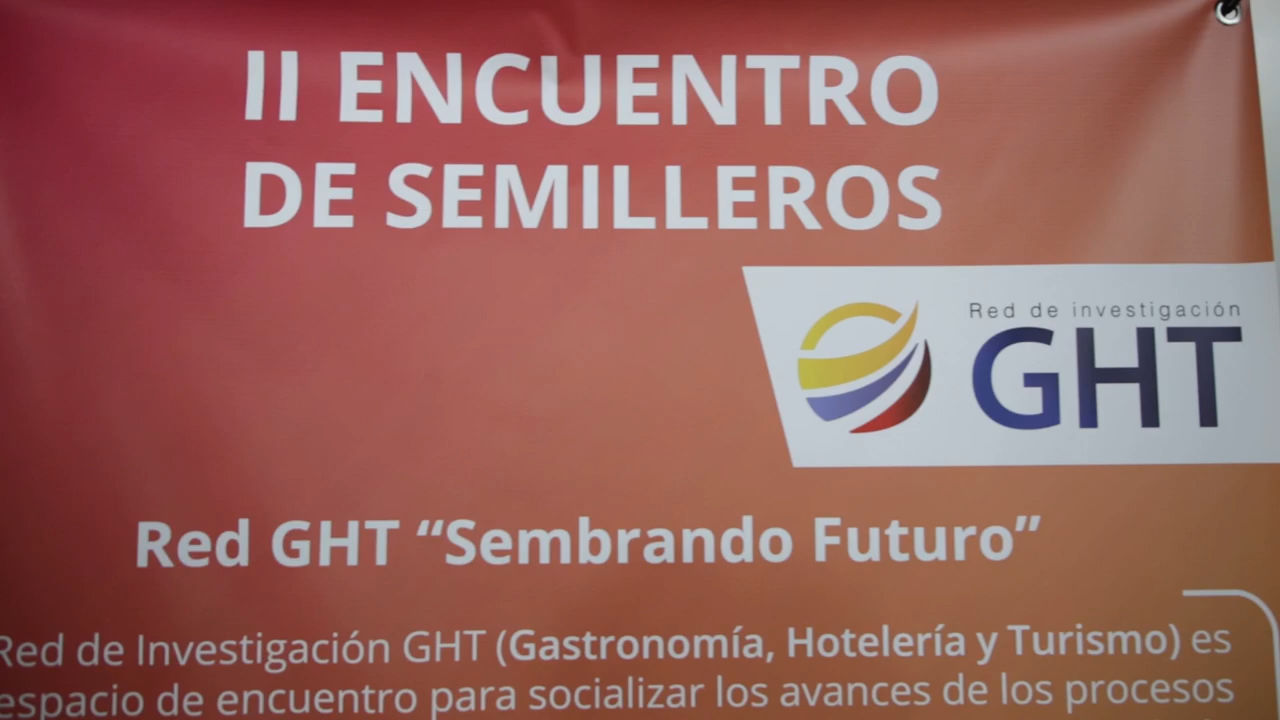 II ENCUENTRO
DE SEMILLEROS
Red de investigación
GHT
Red GHT “Sembrando Futuro”
Red de Investigación GHT (Gastronomía, Hotelería y Turismo) es
espacio de encuentro para socializar los avances de los procesos